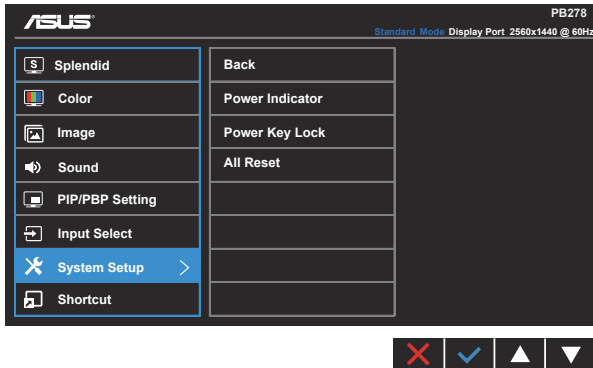 ASUS
PB278
Standard Mode Display Port 2560x1440 @ 60Hz
S Splendid
Color
Image
Sound
PIP/PBP Setting
Input Select
System Setup
Shortcut
Back
Power Indicator
Power Key Lock
All Reset